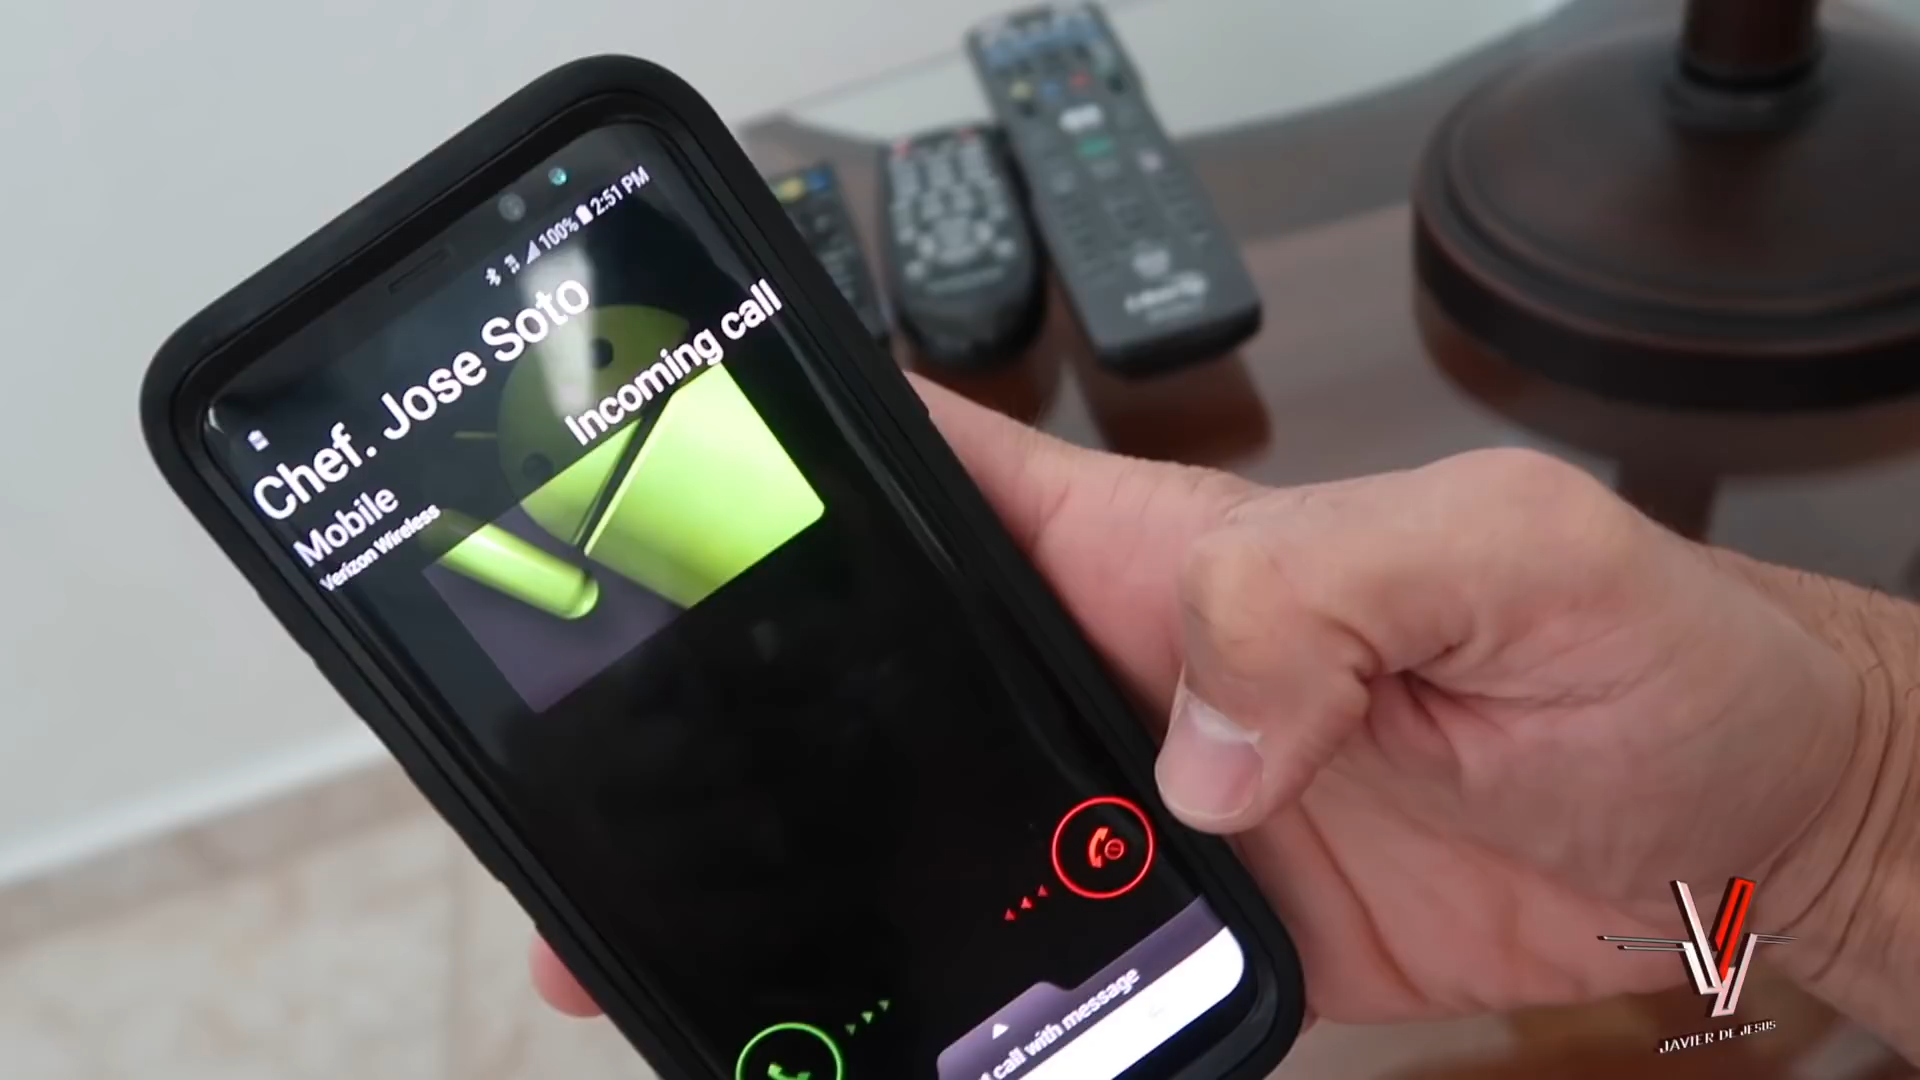 100% 2:51 PM
Chef. Jose Soto
Incoming call
Mobile
Verizon Wireless
call with message
JAVIER DE JESUS